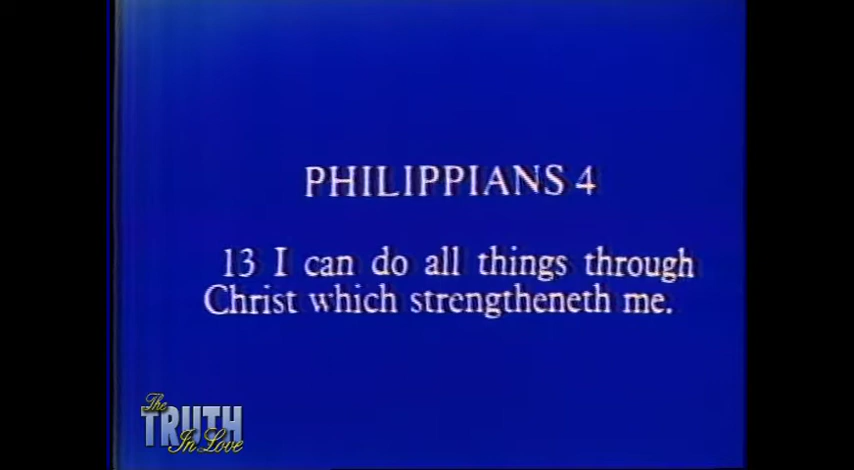 PHILIPPIANS 4
13 I can do all things through
Christ which strengtheneth me.
The
TRUTH
In Love